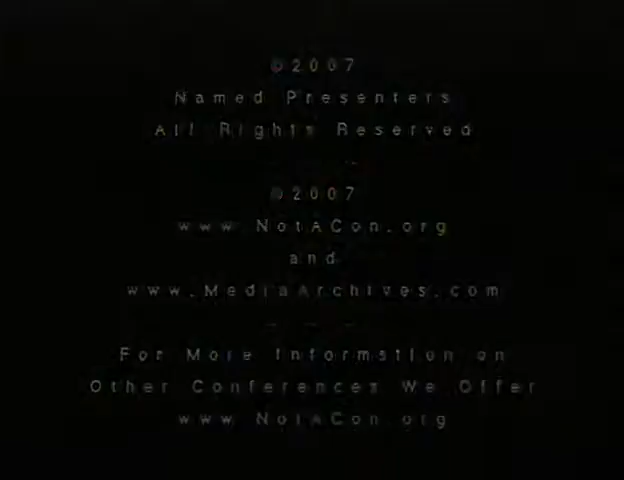 ©2007
Named Presenters
All Rights Reserved
©2007
www.NotACon.org
and
www.MediaArchives.com
For More Information on
Other Conferences We Offer
www.NotACon.org